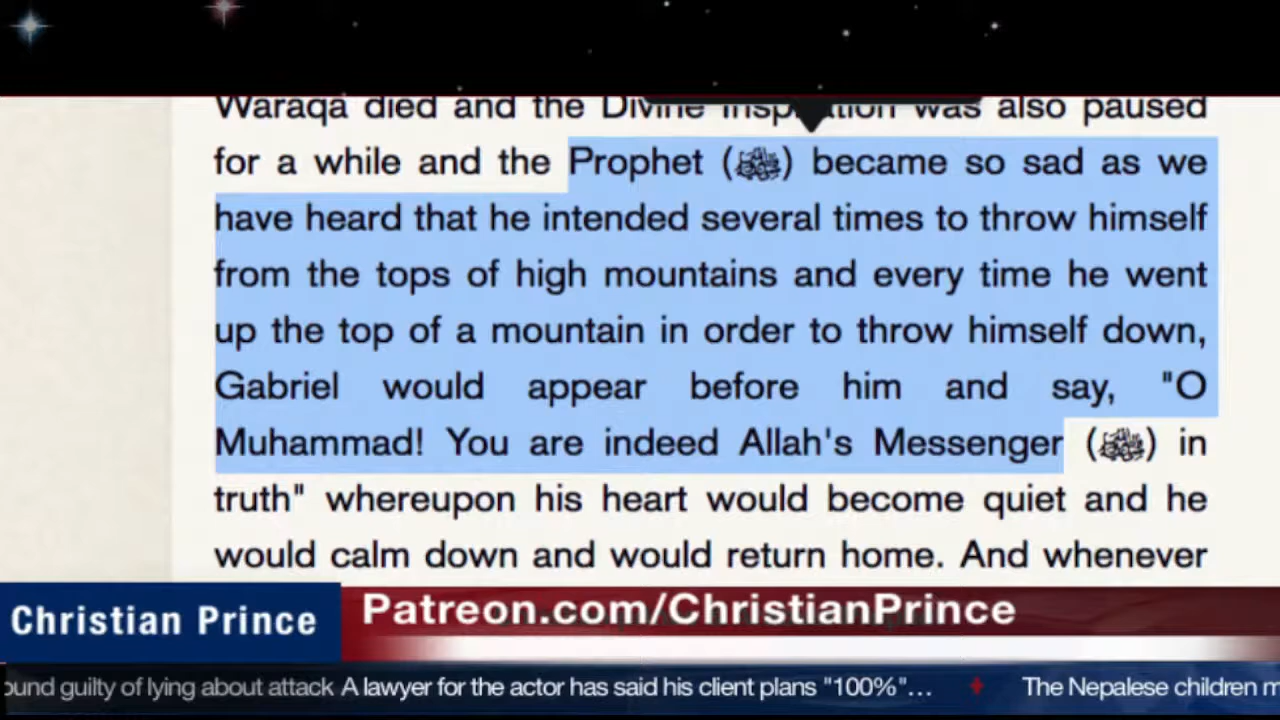 Waraqa died and the Divine Inspiration was also paused
for a while and the Prophet (ﷺ) became so sad as we
have heard that he intended several times to throw himself
from the tops of high mountains and every time he went
up the top of a mountain in order to throw himself down,
Gabriel would appear before him and say, "O
Muhammad! You are indeed Allah's Messenger (ﷺ) in
truth" whereupon his heart would become quiet and he
would calm down and would return home. And whenever
Christian Prince
Patreon.com/ChristianPrince
ound guilty of lying about attack A lawyer for the actor has said his client plans "100%"… The Nepalese children m